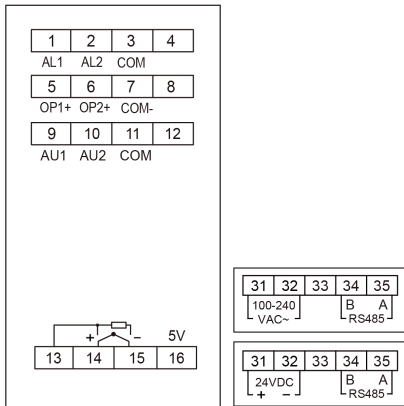 1 2 3 4
AL1 AL2 COM
5 6 7 8
OP1+ OP2+ COM-
9 10 11 12
AU1 AU2 COM
+ - 5V
13 14 15 16
31 32 33 34 35
100-240 B A
VAC~ RS485
31 32 33 34 35
24VDC B A
+ - RS485